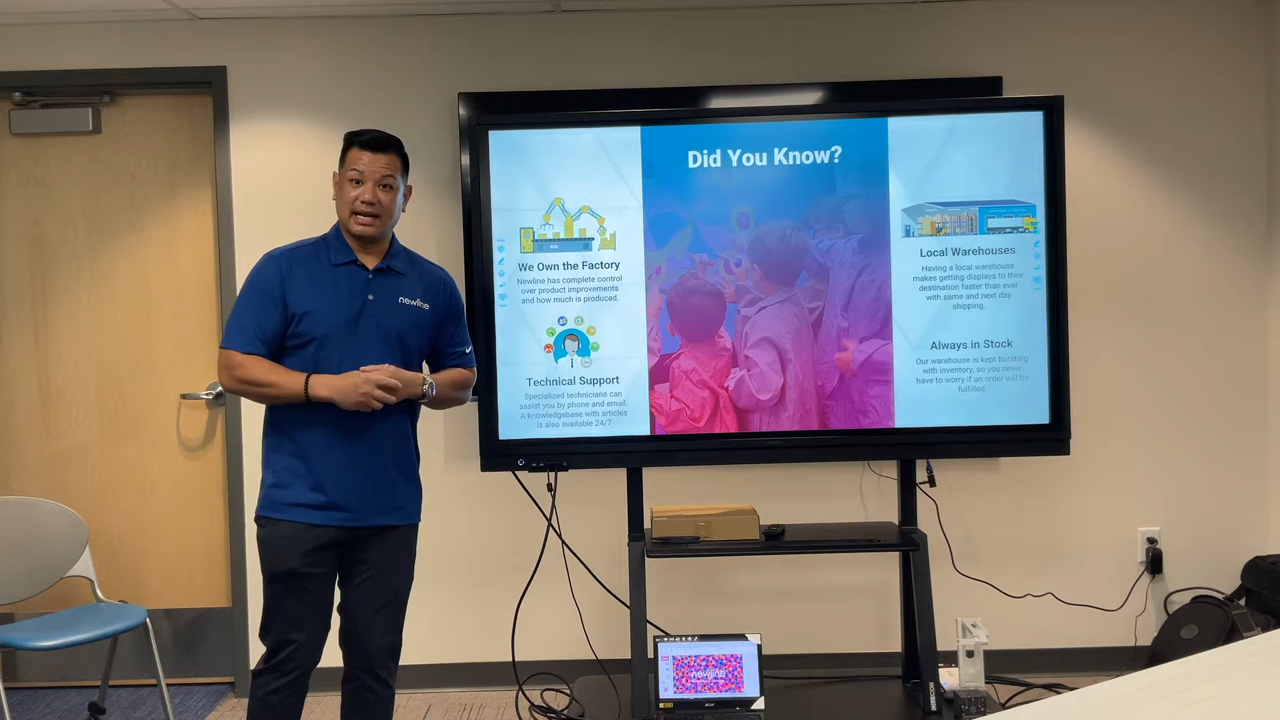 newline
Did You Know?
We Own the Factory
Newline has complete control
over product improvements
and how much is produced.
Technical Support
Specialized technicians can
assist you by phone and email.
A knowledgebase with articles
is also available 24/7
Local Warehouses
Having a local warehouse
makes getting displays to their
destination faster than ever
with same and next day
shipping.
Always in Stock
Our warehouse is kept bursting
with inventory, so you never
have to worry if an order will be
fulfilled.
newline
acer